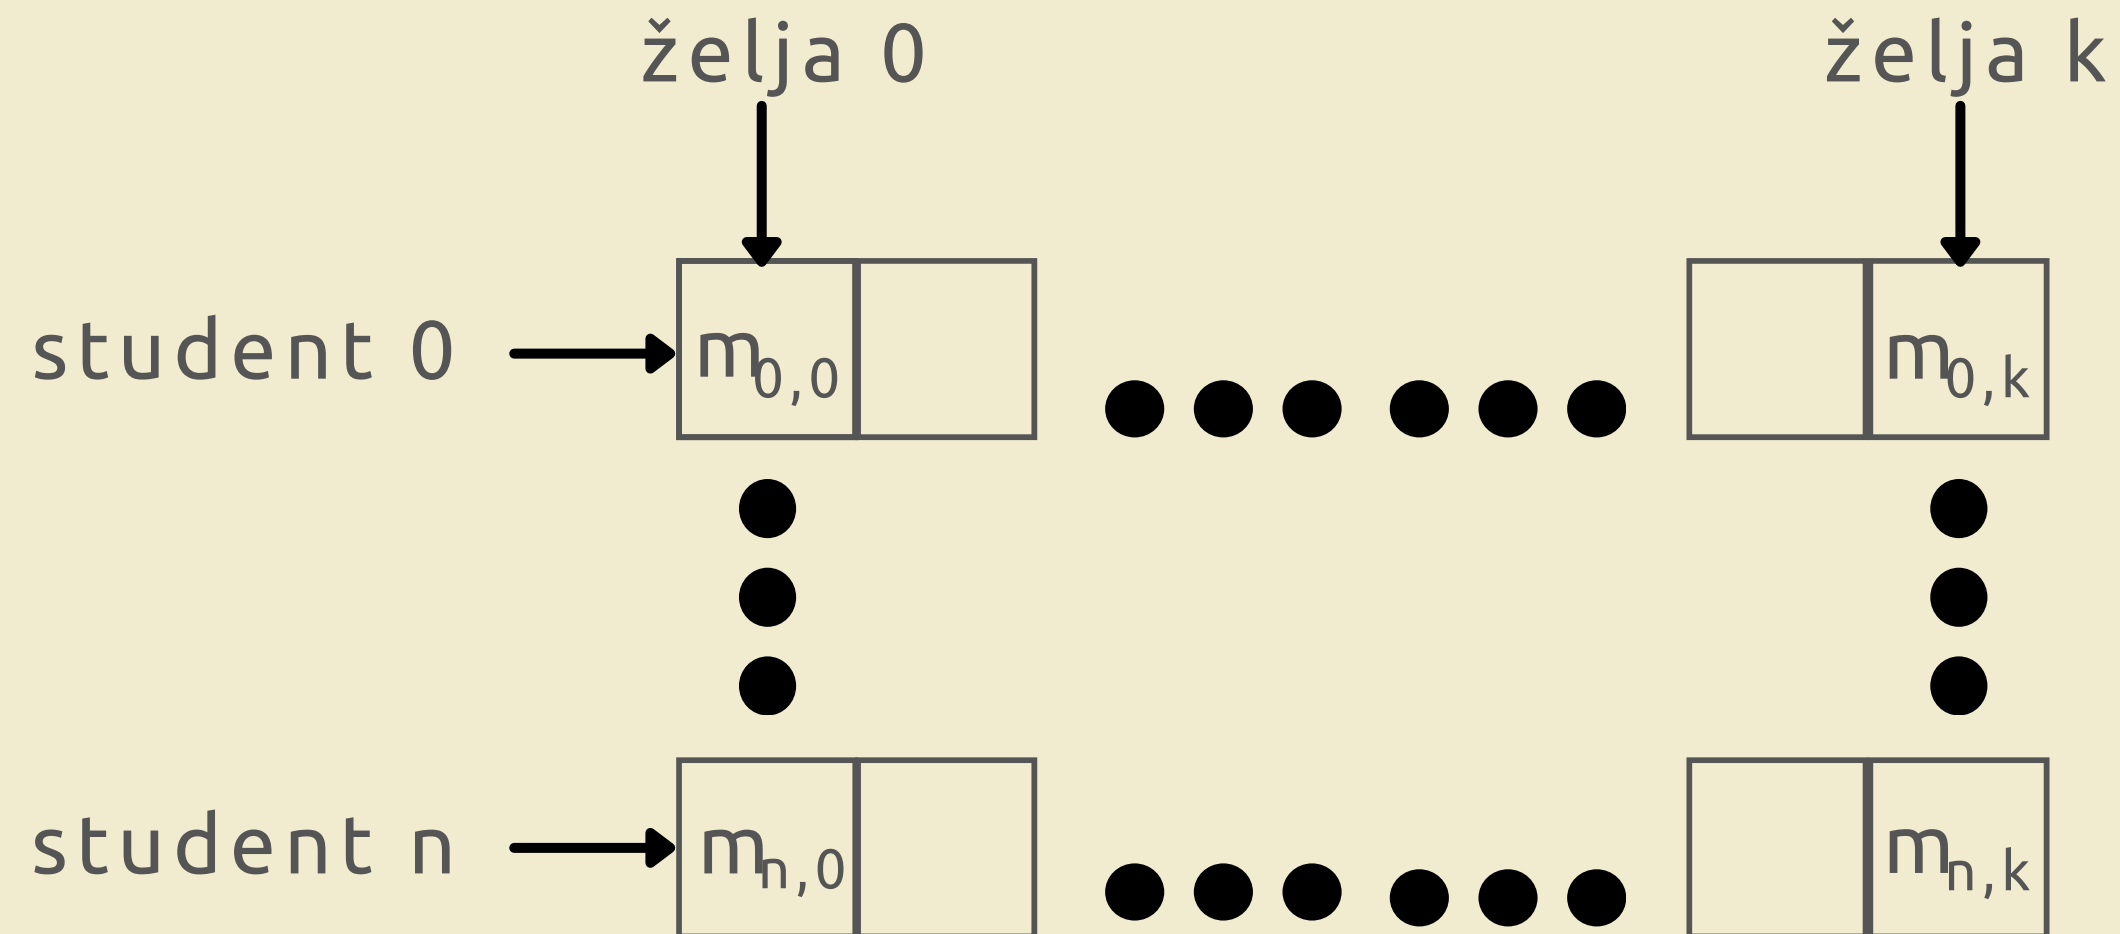 želja 0 želja k
student 0 m0,0 m0,k
student n mn,0 mn,k